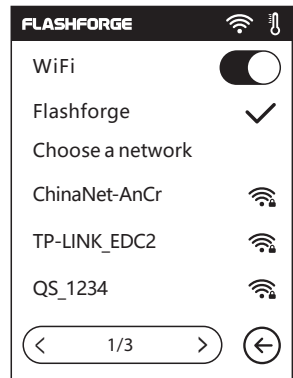 FLASHFORGE
WiFi
Flashforge
Choose a network
ChinaNet-AnCr
TP-LINK_EDC2
QS_1234
1/3